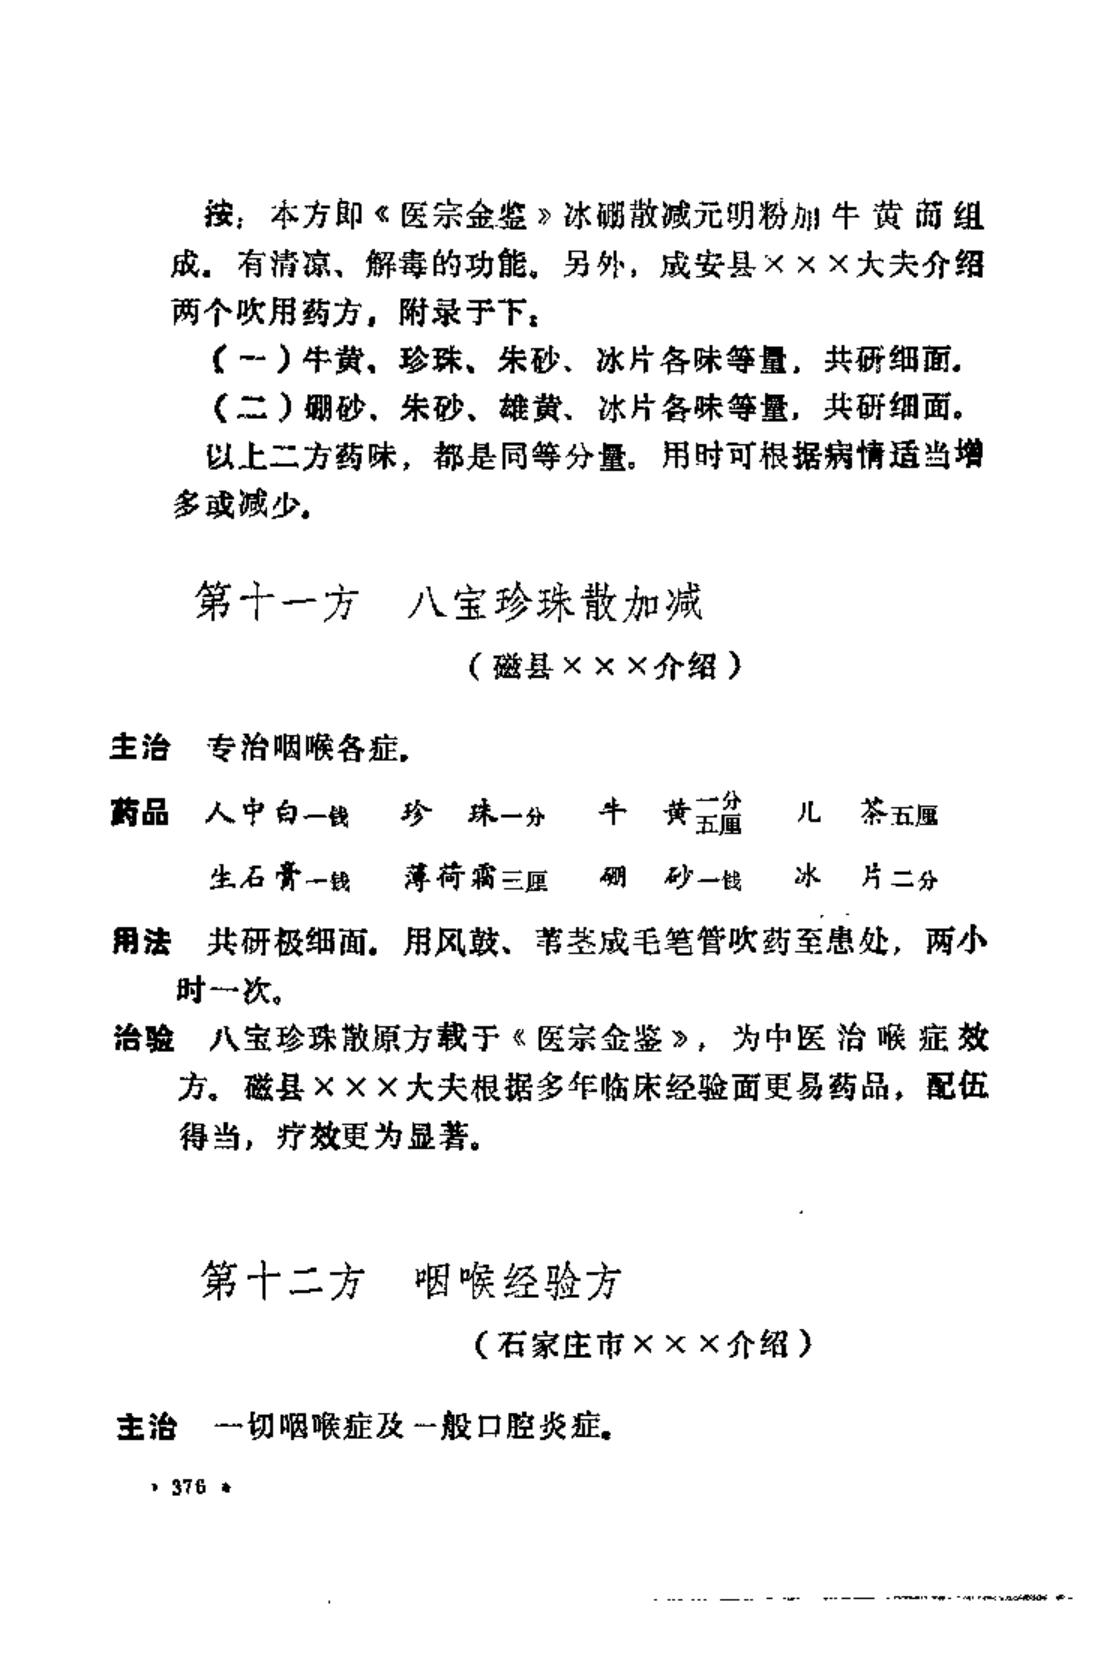 按：本方即《医宗金鉴》冰硼散减元明粉加牛黄而组
成。有清凉、解毒的功能。另外，成安县×××大夫介绍
两个吹用药方，附录于下：
（一）牛黄、珍珠、朱砂、冰片各味等量，共研细面。
（二）硼砂、朱砂、雄黄、冰片各味等量，共研细面。
以上二方药味，都是同等分量。用时可根据病情适当增
多或减少。
第十一方　八宝珍珠散加减
（磁县×××介绍）
主治　专治咽喉各症。
药品　人中白一钱　珍珠一分　牛黄一分五厘　儿茶五厘
生石膏一钱　薄荷霜三厘　硼砂一钱　冰片二分
用法　共研极细面。用风鼓、苇茎成毛笔管吹药至患处，两小
时一次。
治验　八宝珍珠散原方载于《医宗金鉴》，为中医治喉症效
方。磁县×××大夫根据多年临床经验面更易药品，配伍
得当，疗效更为显著。
第十二方　咽喉经验方
（石家庄市×××介绍）
主治　一切咽喉症及一般口腔炎症。
376